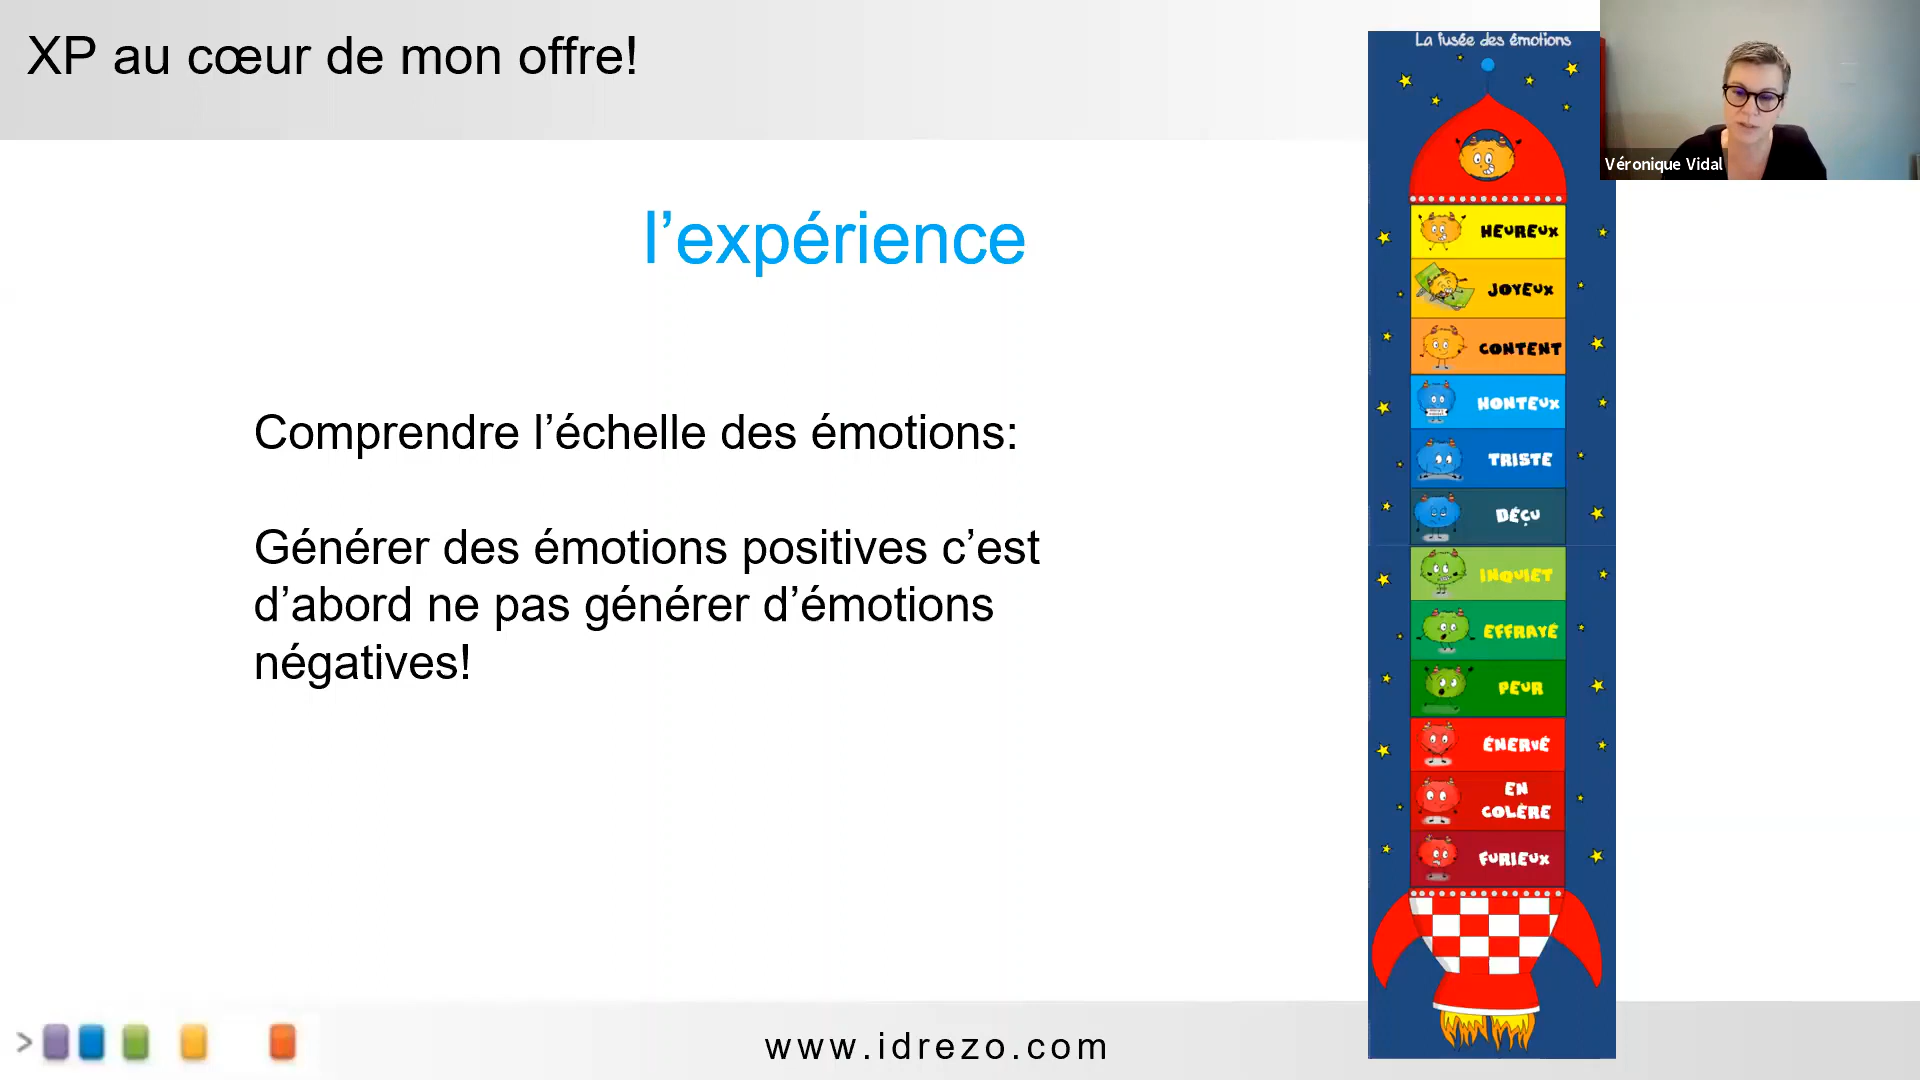 XP au cœur de mon offre!
l’expérience
Comprendre l’échelle des émotions:
Générer des émotions positives c’est
d’abord ne pas générer d’émotions
négatives!
La fusée des émotions
HEUREUX
JOYEUX
CONTENT
HONTEUX
TRISTE
DÉÇU
INQUIET
EFFRAYÉ
PEUR
ÉNERVÉ
EN
COLÈRE
FURIEUX
Véronique Vidal
>
www.idrezo.com